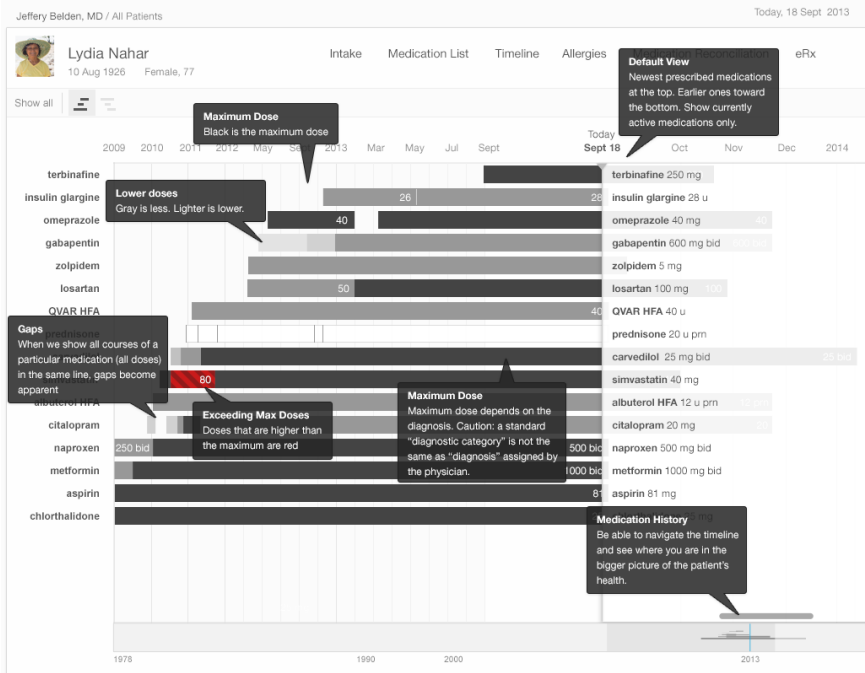 Jeffery Belden, MD / All Patients
Today, 18 Sept 2013
Lydia Nahar
10 Aug 1926 Female, 77
Intake Medication List Timeline Allergies Medication Reconciliation eRx
Show all
Default View
Newest prescribed medications
at the top. Earlier ones toward
the bottom. Show currently
active medications only.
Maximum Dose
Black is the maximum dose
Today
2009 2010 2011 2012 May Sept 2013 Mar May Jul Sept Sept 18 Oct Nov Dec 2014
terbinafine terbinafine 250 mg
Lower doses
Gray is less. Lighter is lower.
insulin glargine 26 28 insulin glargine 28 u
omeprazole 40 omeprazole 40 mg 40
gabapentin gabapentin 600 mg bid
zolpidem zolpidem 5 mg
losartan 50 losartan 100 mg 100
QVAR HFA 40 QVAR HFA 40 u
Gaps
When we show all courses of a
particular medication (all doses)
in the same line, gaps become
apparent
prednisone prednisone 20 u prn
carvedilol 25 mg bid 25 bid
simvastatin 80 simvastatin 40 mg
albuterol HFA albuterol HFA 12 u prn
Exceeding Max Doses
Doses that are higher than
the maximum are red
Maximum Dose
Maximum dose depends on the
diagnosis. Caution: a standard
“diagnostic category” is not the
same as “diagnosis” assigned by
the physician.
citalopram citalopram 20 mg
naproxen 250 bid 500 bid naproxen 500 mg bid
metformin 1000 bid metformin 1000 mg bid
aspirin 81 aspirin 81 mg
chlorthalidone
Medication History
Be able to navigate the timeline
and see where you are in the
bigger picture of the patient’s
health.
1978 1990 2000 2013